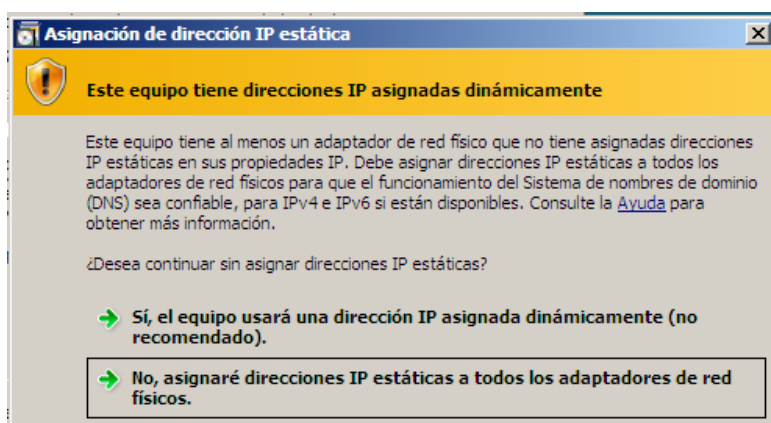 Asignación de dirección IP estática
Este equipo tiene direcciones IP asignadas dinámicamente
Este equipo tiene al menos un adaptador de red físico que no tiene asignadas direcciones
IP estáticas en sus propiedades IP. Debe asignar direcciones IP estáticas a todos los
adaptadores de red físicos para que el funcionamiento del Sistema de nombres de dominio
(DNS) sea confiable, para IPv4 e IPv6 si están disponibles. Consulte la Ayuda para
obtener más información.
¿Desea continuar sin asignar direcciones IP estáticas?
Sí, el equipo usará una dirección IP asignada dinámicamente (no
recomendado).
No, asignaré direcciones IP estáticas a todos los adaptadores de red
físicos.